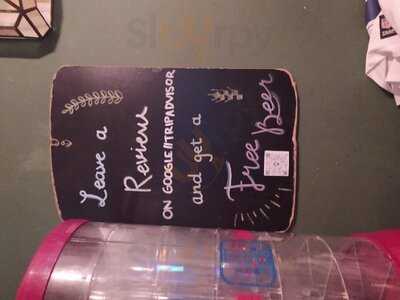 Leave a
Review
ON GOOGLE//TRIPADVISOR
and get a
Free Beer